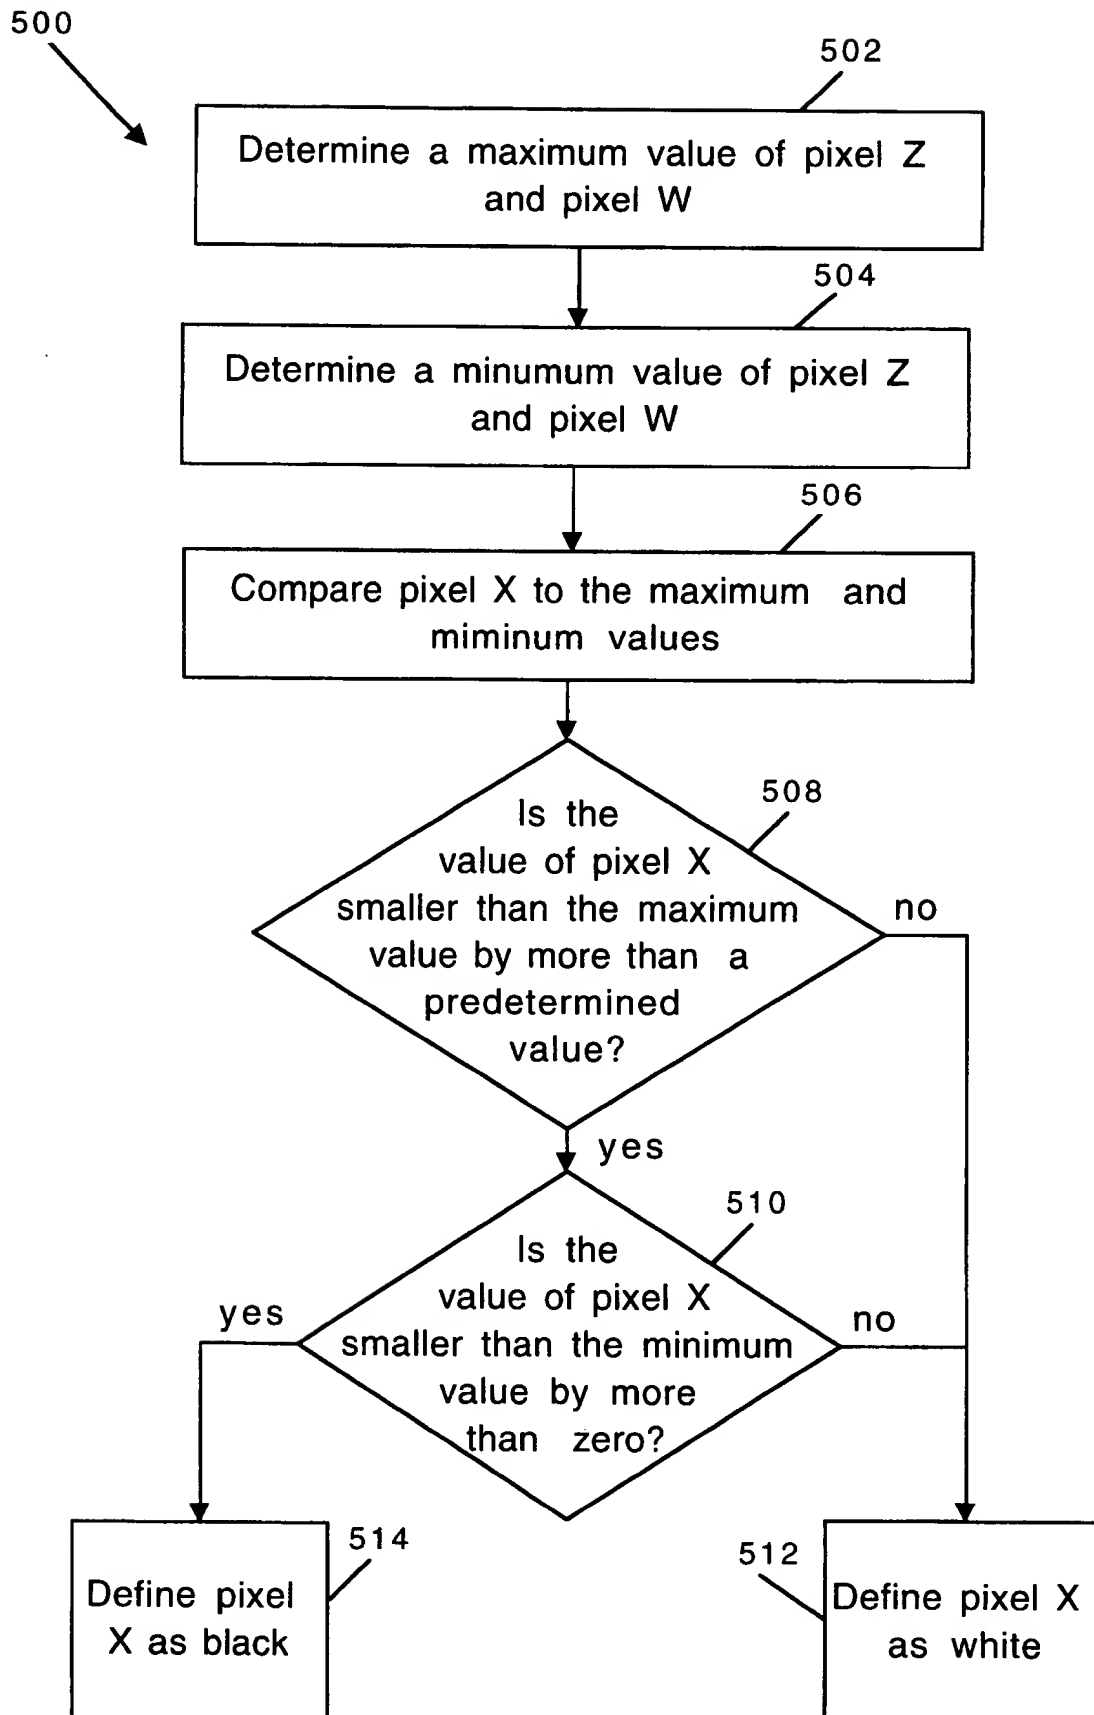 500
502
Determine a maximum value of pixel Z
and pixel W
504
Determine a minumum value of pixel Z
and pixel W
506
Compare pixel X to the maximum and
miminum values
508
Is the
value of pixel X
smaller than the maximum
value by more than a
predetermined
value?
no
yes
510
Is the
value of pixel X
smaller than the minimum
value by more
than zero?
yes
no
514
Define pixel
X as black
512
Define pixel X
as white